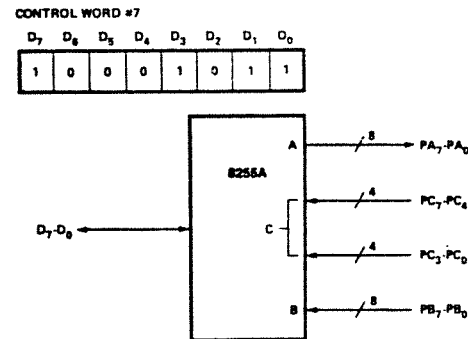 CONTROL WORD #7
D7 D6 D5 D4 D3 D2 D1 D0
1 0 0 0 1 0 1 1
8255A
A 8 PA7-PA0
4 PC7-PC4
D7-D0 C
4 PC3-PC0
B 8 PB7-PB0